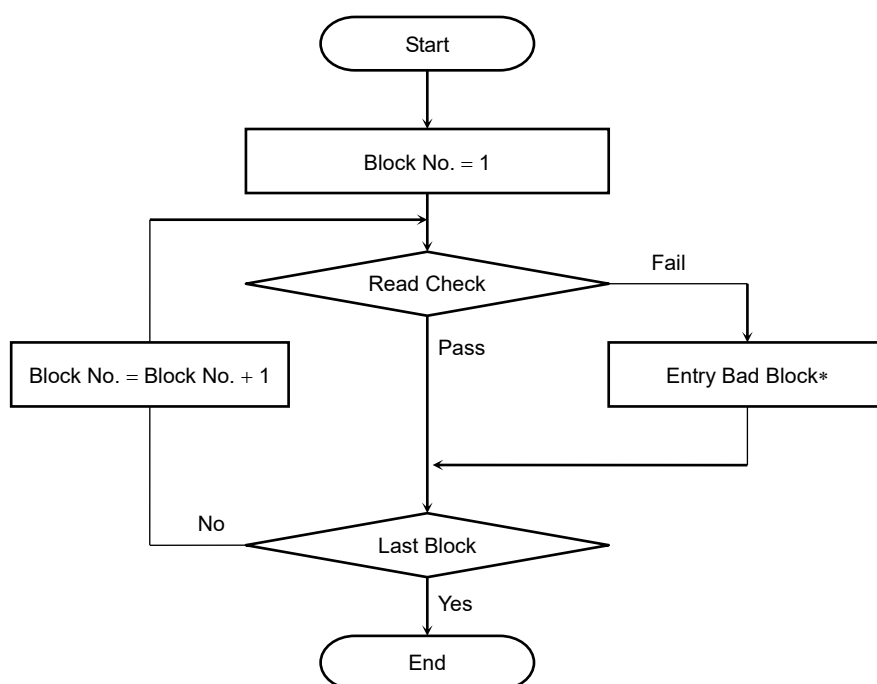 Start
Block No. = 1
Read Check
Fail
Pass
Block No. = Block No. + 1
Entry Bad Block*
No
Last Block
Yes
End